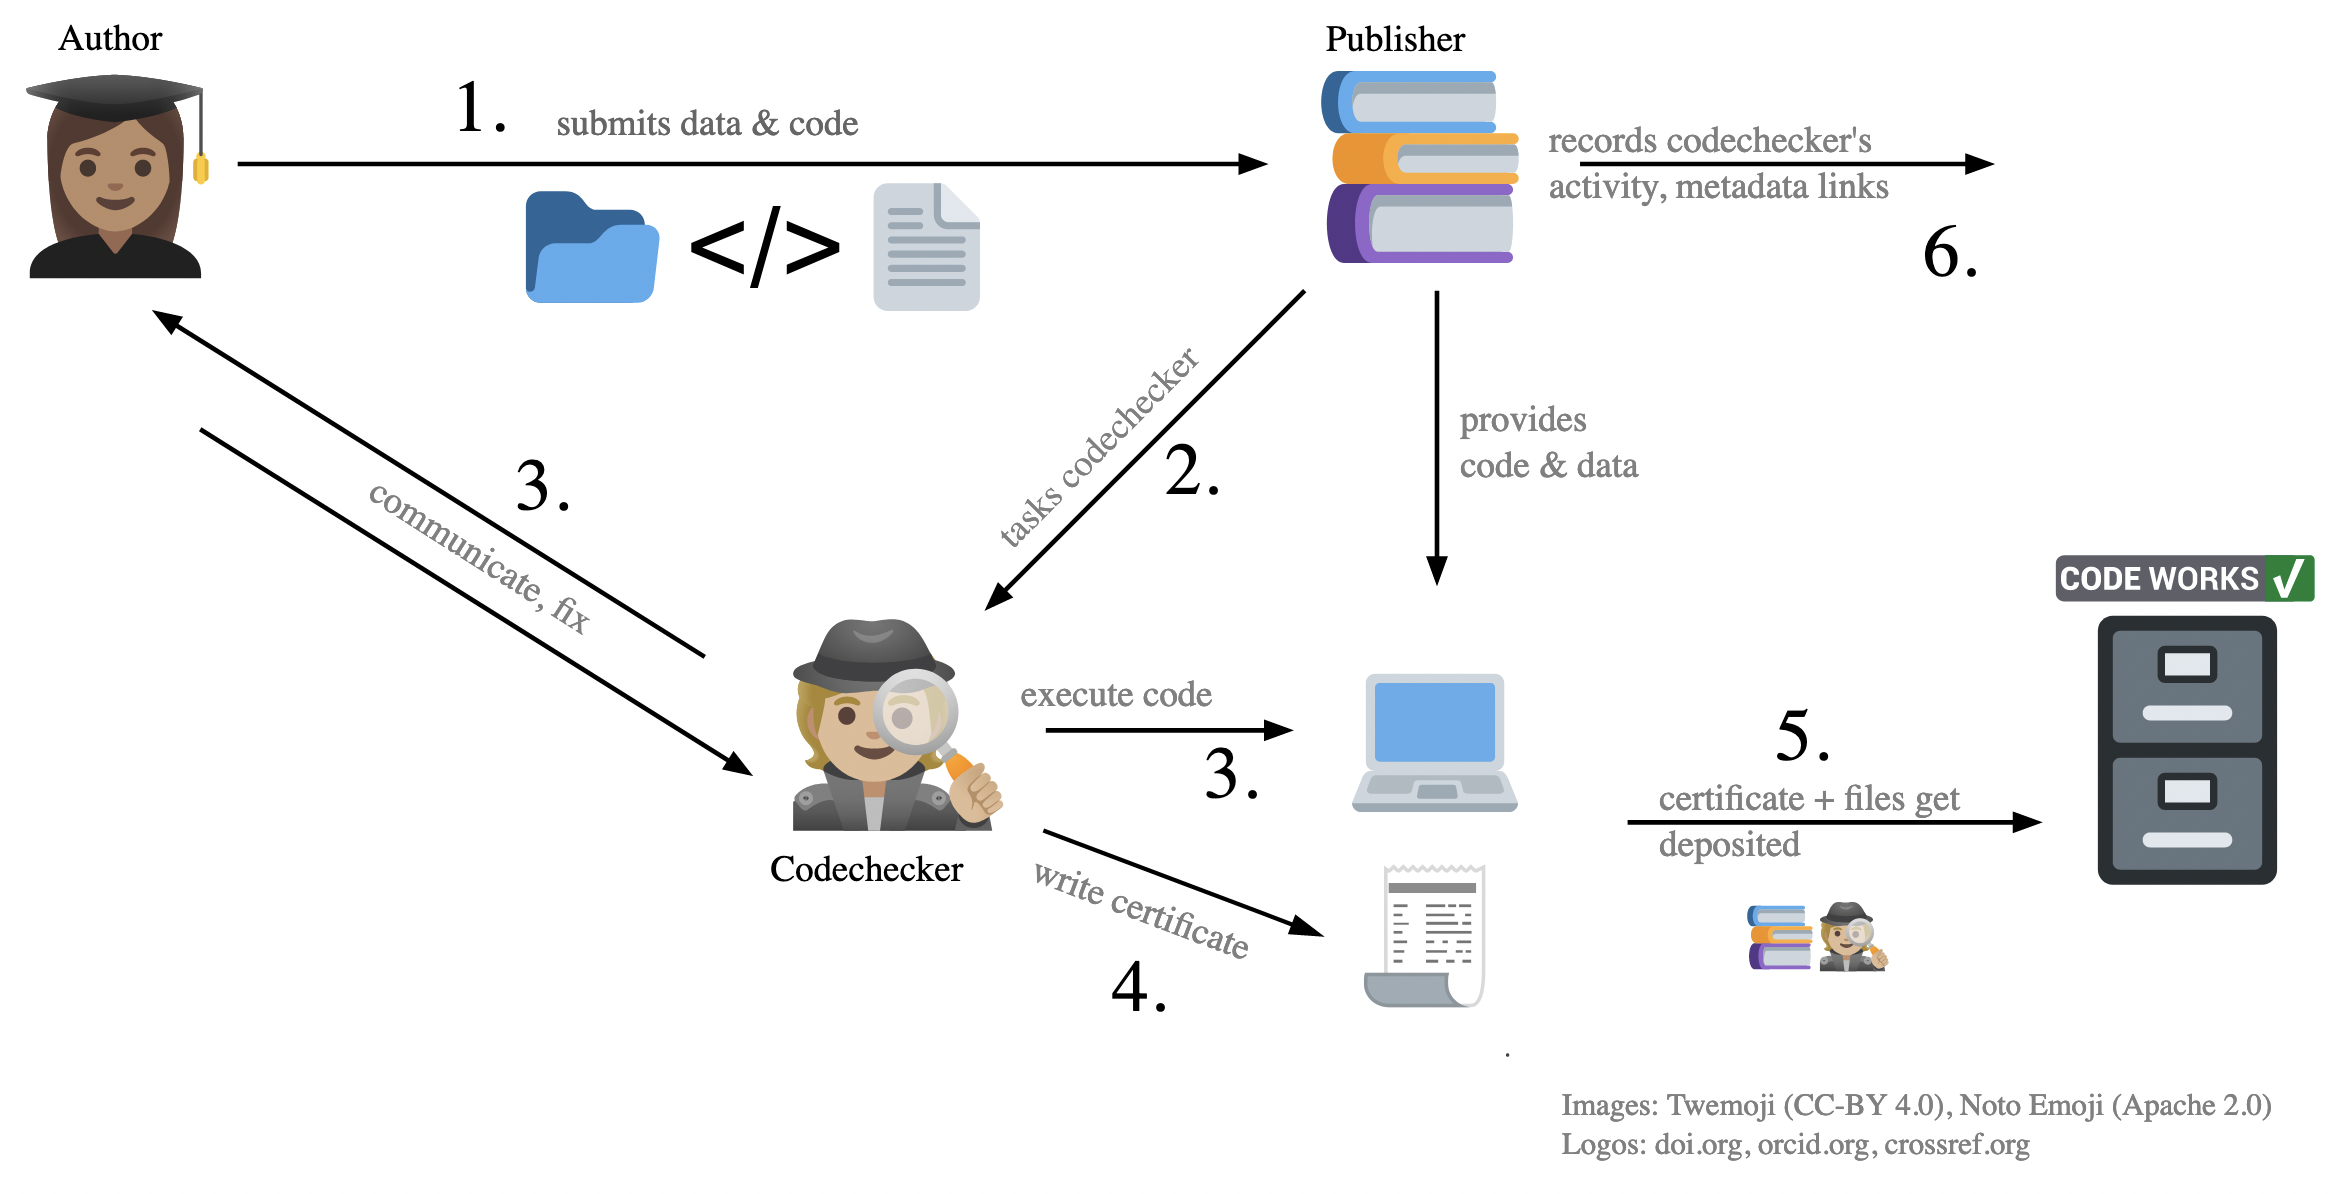 Author
Publisher
1.
submits data & code
</>
records codechecker's
activity, metadata links
6.
tasks codechecker
2.
provides
code & data
3.
communicate, fix
CODE WORKS
execute code
3.
5.
certificate + files get
deposited
Codechecker
write certificate
4.
.
Images: Twemoji (CC-BY 4.0), Noto Emoji (Apache 2.0)
Logos: doi.org, orcid.org, crossref.org